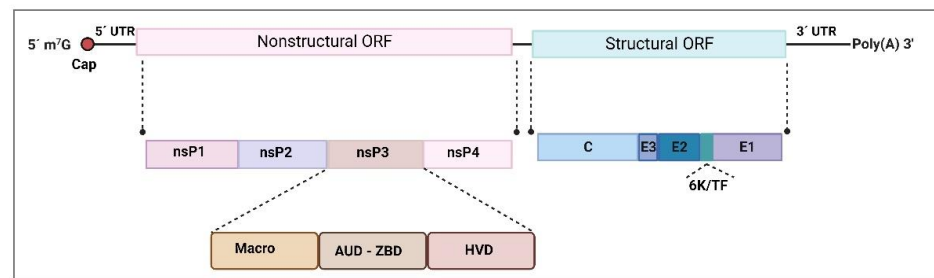 5´ m⁷G
Cap
5´ UTR
Nonstructural ORF
Structural ORF
3´ UTR
Poly(A) 3'
nsP1 nsP2 nsP3 nsP4
C E3 E2 E1
6K/TF
Macro AUD - ZBD HVD